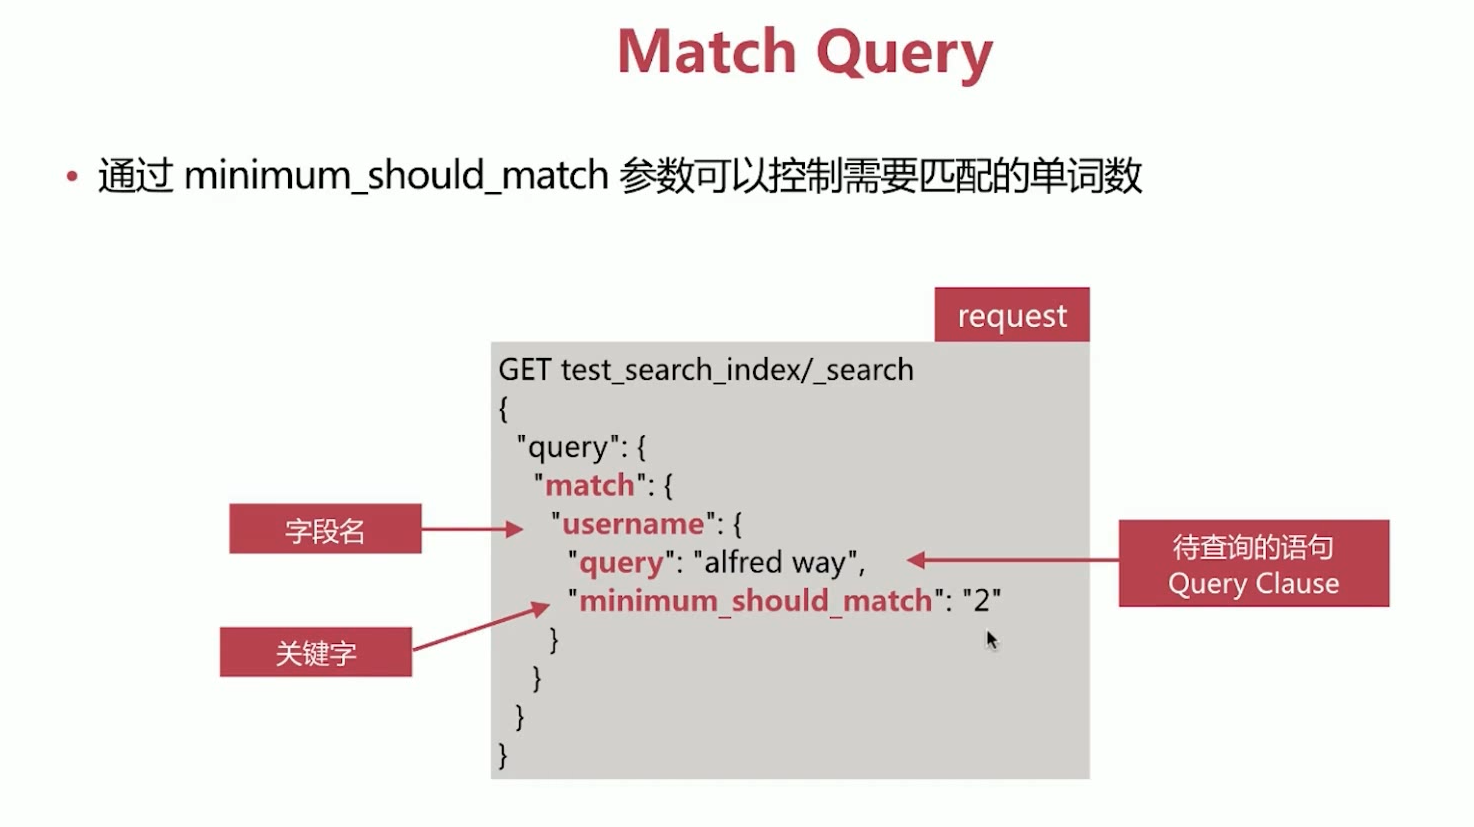 Match Query
• 通过 minimum_should_match 参数可以控制需要匹配的单词数
request
GET test_search_index/_search
{
"query": {
"match": {
字段名
"username": {
"query": "alfred way",
待查询的语句
Query Clause
"minimum_should_match": "2"
关键字
}
}
}
}